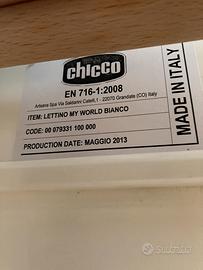 chicco
EN 716-1:2008
Artsana Spa Via Saldarini Catelli,1 - 22070 Grandate (CO) Italy
ITEM: LETTINO MY WORLD BIANCO
CODE: 00 079331 100 000
PRODUCTION DATE: MAGGIO 2013
MADE IN ITALY
Subito